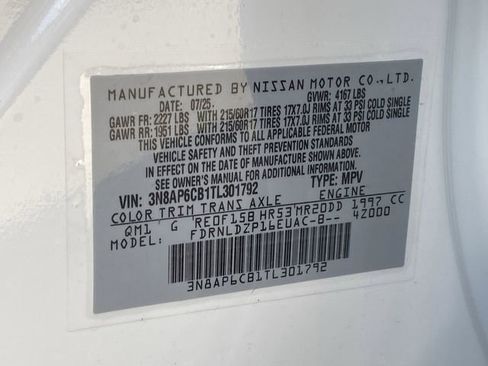 MANUFACTURED BY NISSAN MOTOR CO., LTD.
DATE: 07/25 GVWR: 4167 LBS
GAWR FR: 2227 LBS WITH 215/60R17 TIRES 17X7.0J RIMS AT 33 PSI COLD SINGLE
GAWR RR: 1951 LBS WITH 215/60R17 TIRES 17X7.0J RIMS AT 33 PSI COLD SINGLE
THIS VEHICLE CONFORMS TO ALL APPLICABLE FEDERAL MOTOR
VEHICLE SAFETY AND THEFT PREVENTION STANDARDS
IN EFFECT ON THE DATE OF MANUFACTURE SHOWN ABOVE.
SEE OWNER'S MANUAL FOR ADDITIONAL INFORMATION
VIN: 3N8AP6CB1TL301792 TYPE: MPV
COLOR TRIM TRANS AXLE ENGINE
QM1 G RE0F15B HR53 MR20DD 1997 CC
MODEL: FDRNLDZP16EUAC-B-- 42000
3N8AP6CB1TL301792